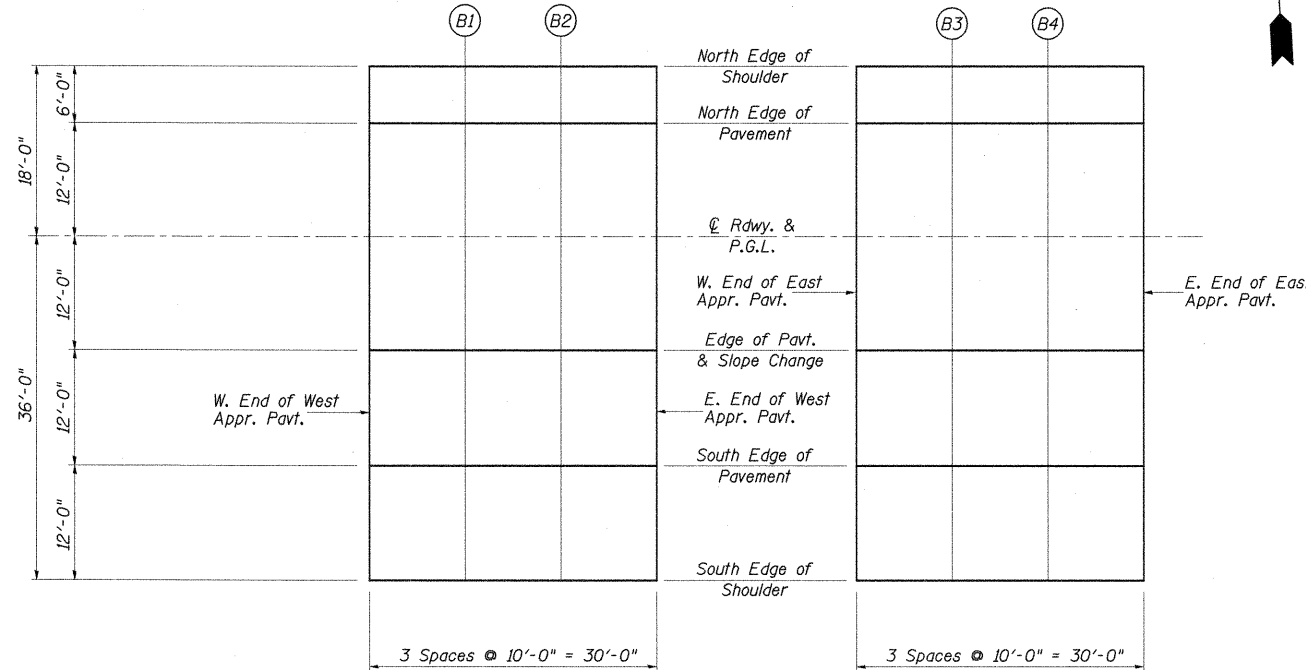 B1
B2
B3
B4
North Edge of
Shoulder
North Edge of
Pavement
6'-0"
18'-0"
12'-0"
℄ Rdwy. &
P.G.L.
W. End of East
Appr. Pavt.
E. End of Eas
Appr. Pavt.
12'-0"
Edge of Pavt.
& Slope Change
36'-0"
12'-0"
W. End of West
Appr. Pavt.
E. End of West
Appr. Pavt.
South Edge of
Pavement
12'-0"
South Edge of
Shoulder
3 Spaces @ 10'-0" = 30'-0"
3 Spaces @ 10'-0" = 30'-0"